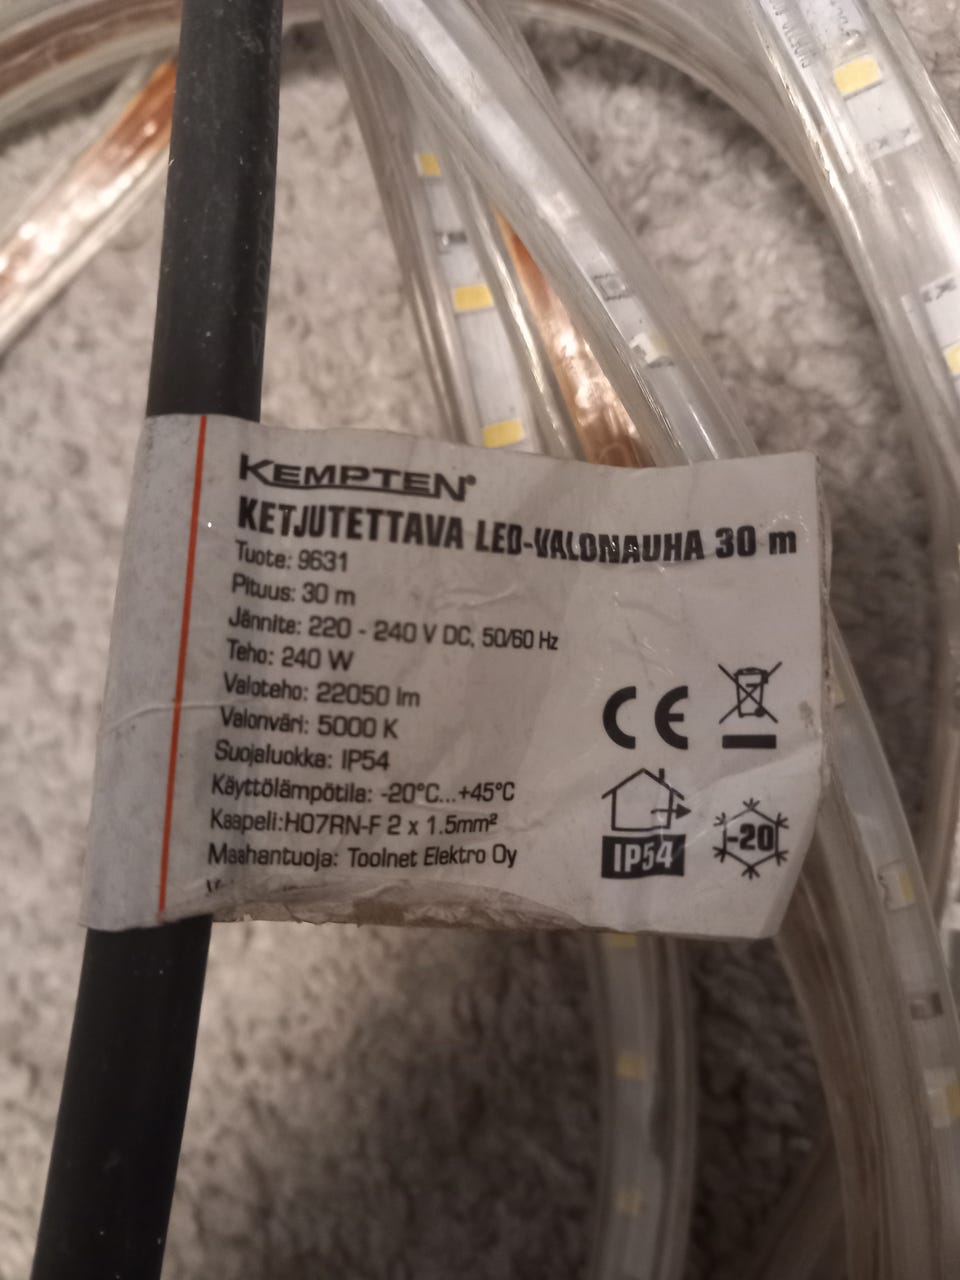 KEMPTEN®
KETJUTETTAVA LED-VALONAUHA 30 m
Tuote: 9631
Pituus: 30 m
Jännite: 220 - 240 V DC, 50/60 Hz
Teho: 240 W
Valoteho: 22050 lm
Valonväri: 5000 K
Suojaluokka: IP54
Käyttölämpötila: -20°C...+45°C
Kaapeli:H07RN-F 2 x 1.5mm²
Maahantuoja: Toolnet Elektro Oy
CE
IP54
-20